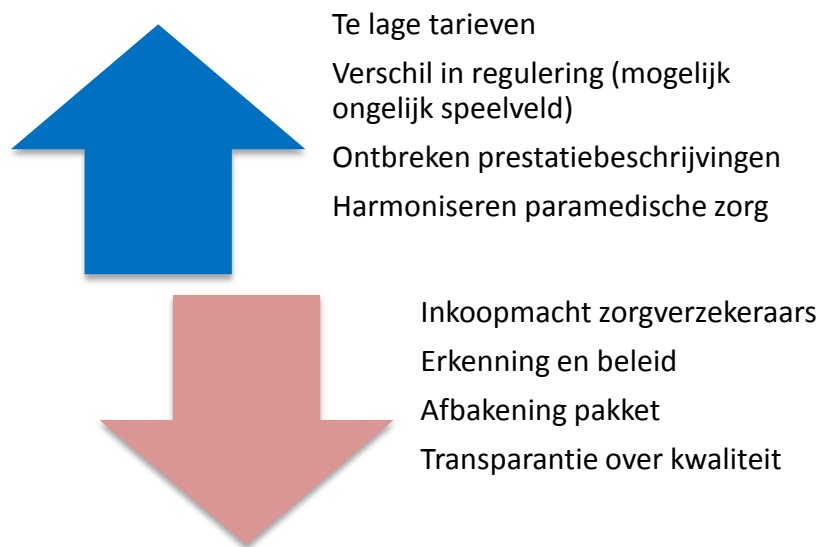 Te lage tarieven
Verschil in regulering (mogelijk
ongelijk speelveld)
Ontbreken prestatiebeschrijvingen
Harmoniseren paramedische zorg
Inkoopmacht zorgverzekeraars
Erkenning en beleid
Afbakening pakket
Transparantie over kwaliteit